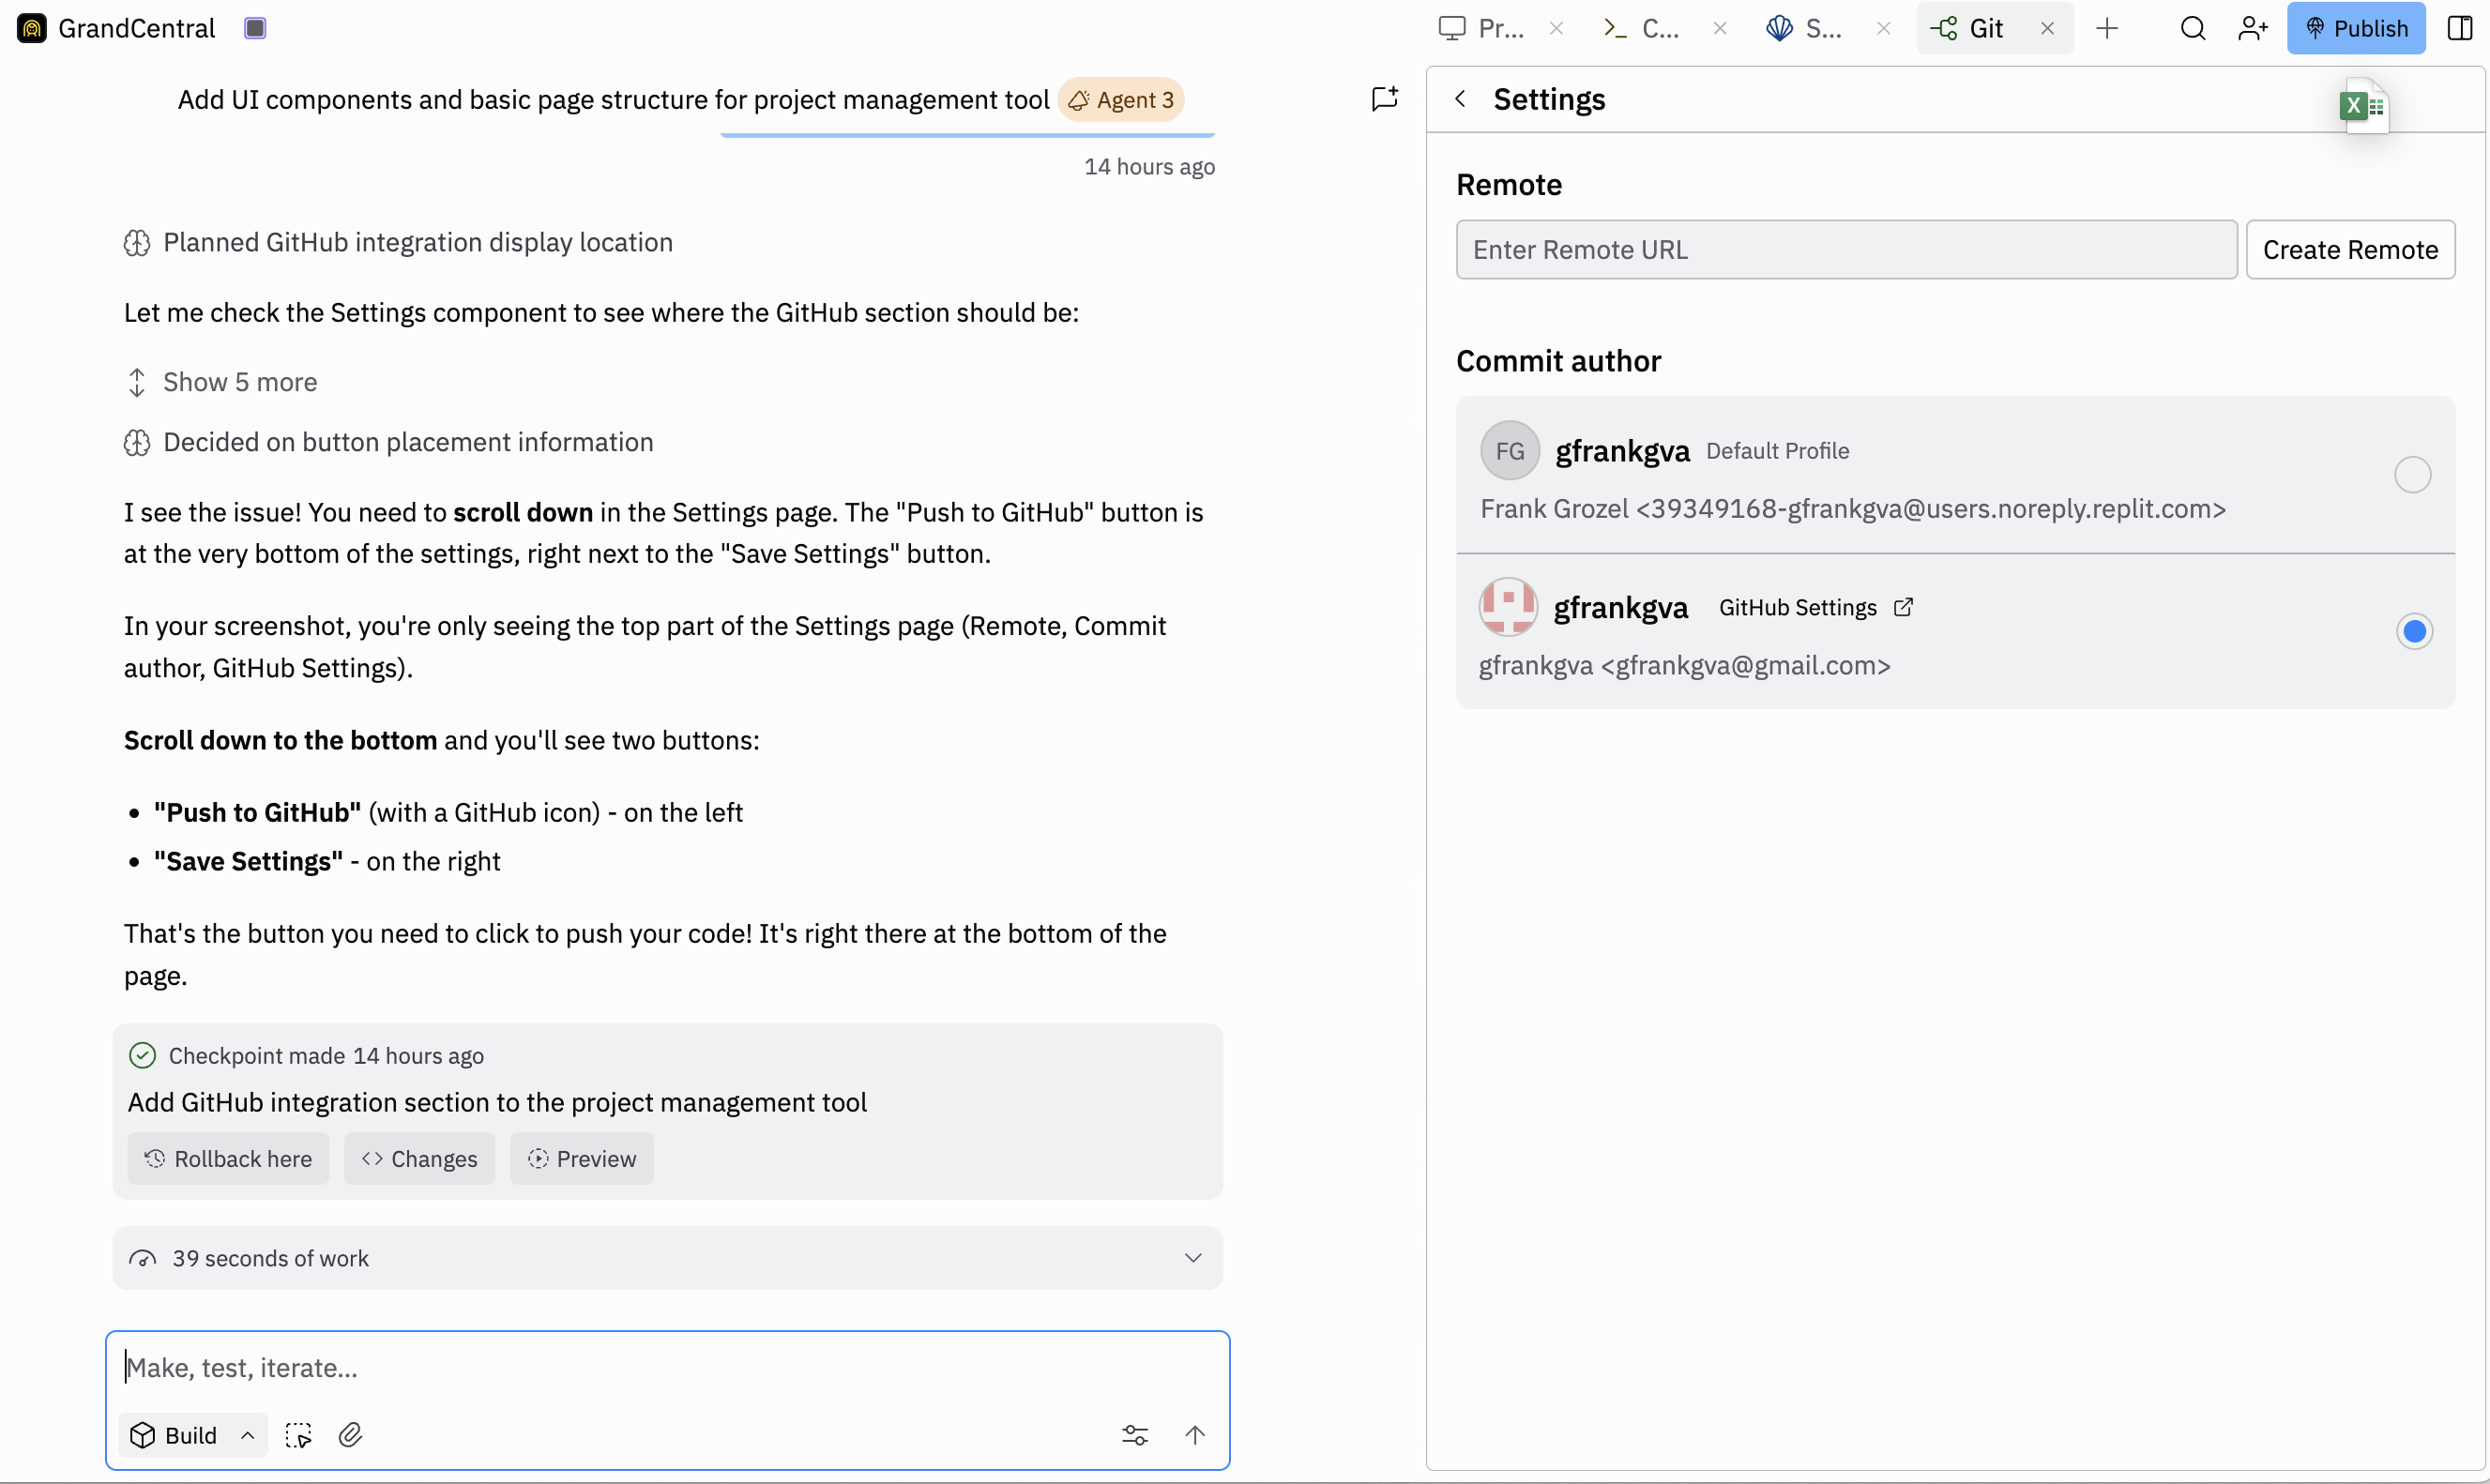 GrandCentral
Pr...
C...
S...
Git
Publish
Add UI components and basic page structure for project management tool
Agent 3
14 hours ago
Planned GitHub integration display location
Let me check the Settings component to see where the GitHub section should be:
Show 5 more
Decided on button placement information
I see the issue! You need to scroll down in the Settings page. The "Push to GitHub" button is
at the very bottom of the settings, right next to the "Save Settings" button.
In your screenshot, you're only seeing the top part of the Settings page (Remote, Commit
author, GitHub Settings).
Scroll down to the bottom and you'll see two buttons:
• "Push to GitHub" (with a GitHub icon) - on the left
• "Save Settings" - on the right
That's the button you need to click to push your code! It's right there at the bottom of the
page.
Checkpoint made 14 hours ago
Add GitHub integration section to the project management tool
Rollback here
Changes
Preview
39 seconds of work
Make, test, iterate...
Build
Settings
X
Remote
Enter Remote URL
Create Remote
Commit author
FG
gfrankgva Default Profile
Frank Grozel <39349168-gfrankgva@users.noreply.replit.com>
gfrankgva GitHub Settings
gfrankgva <gfrankgva@gmail.com>